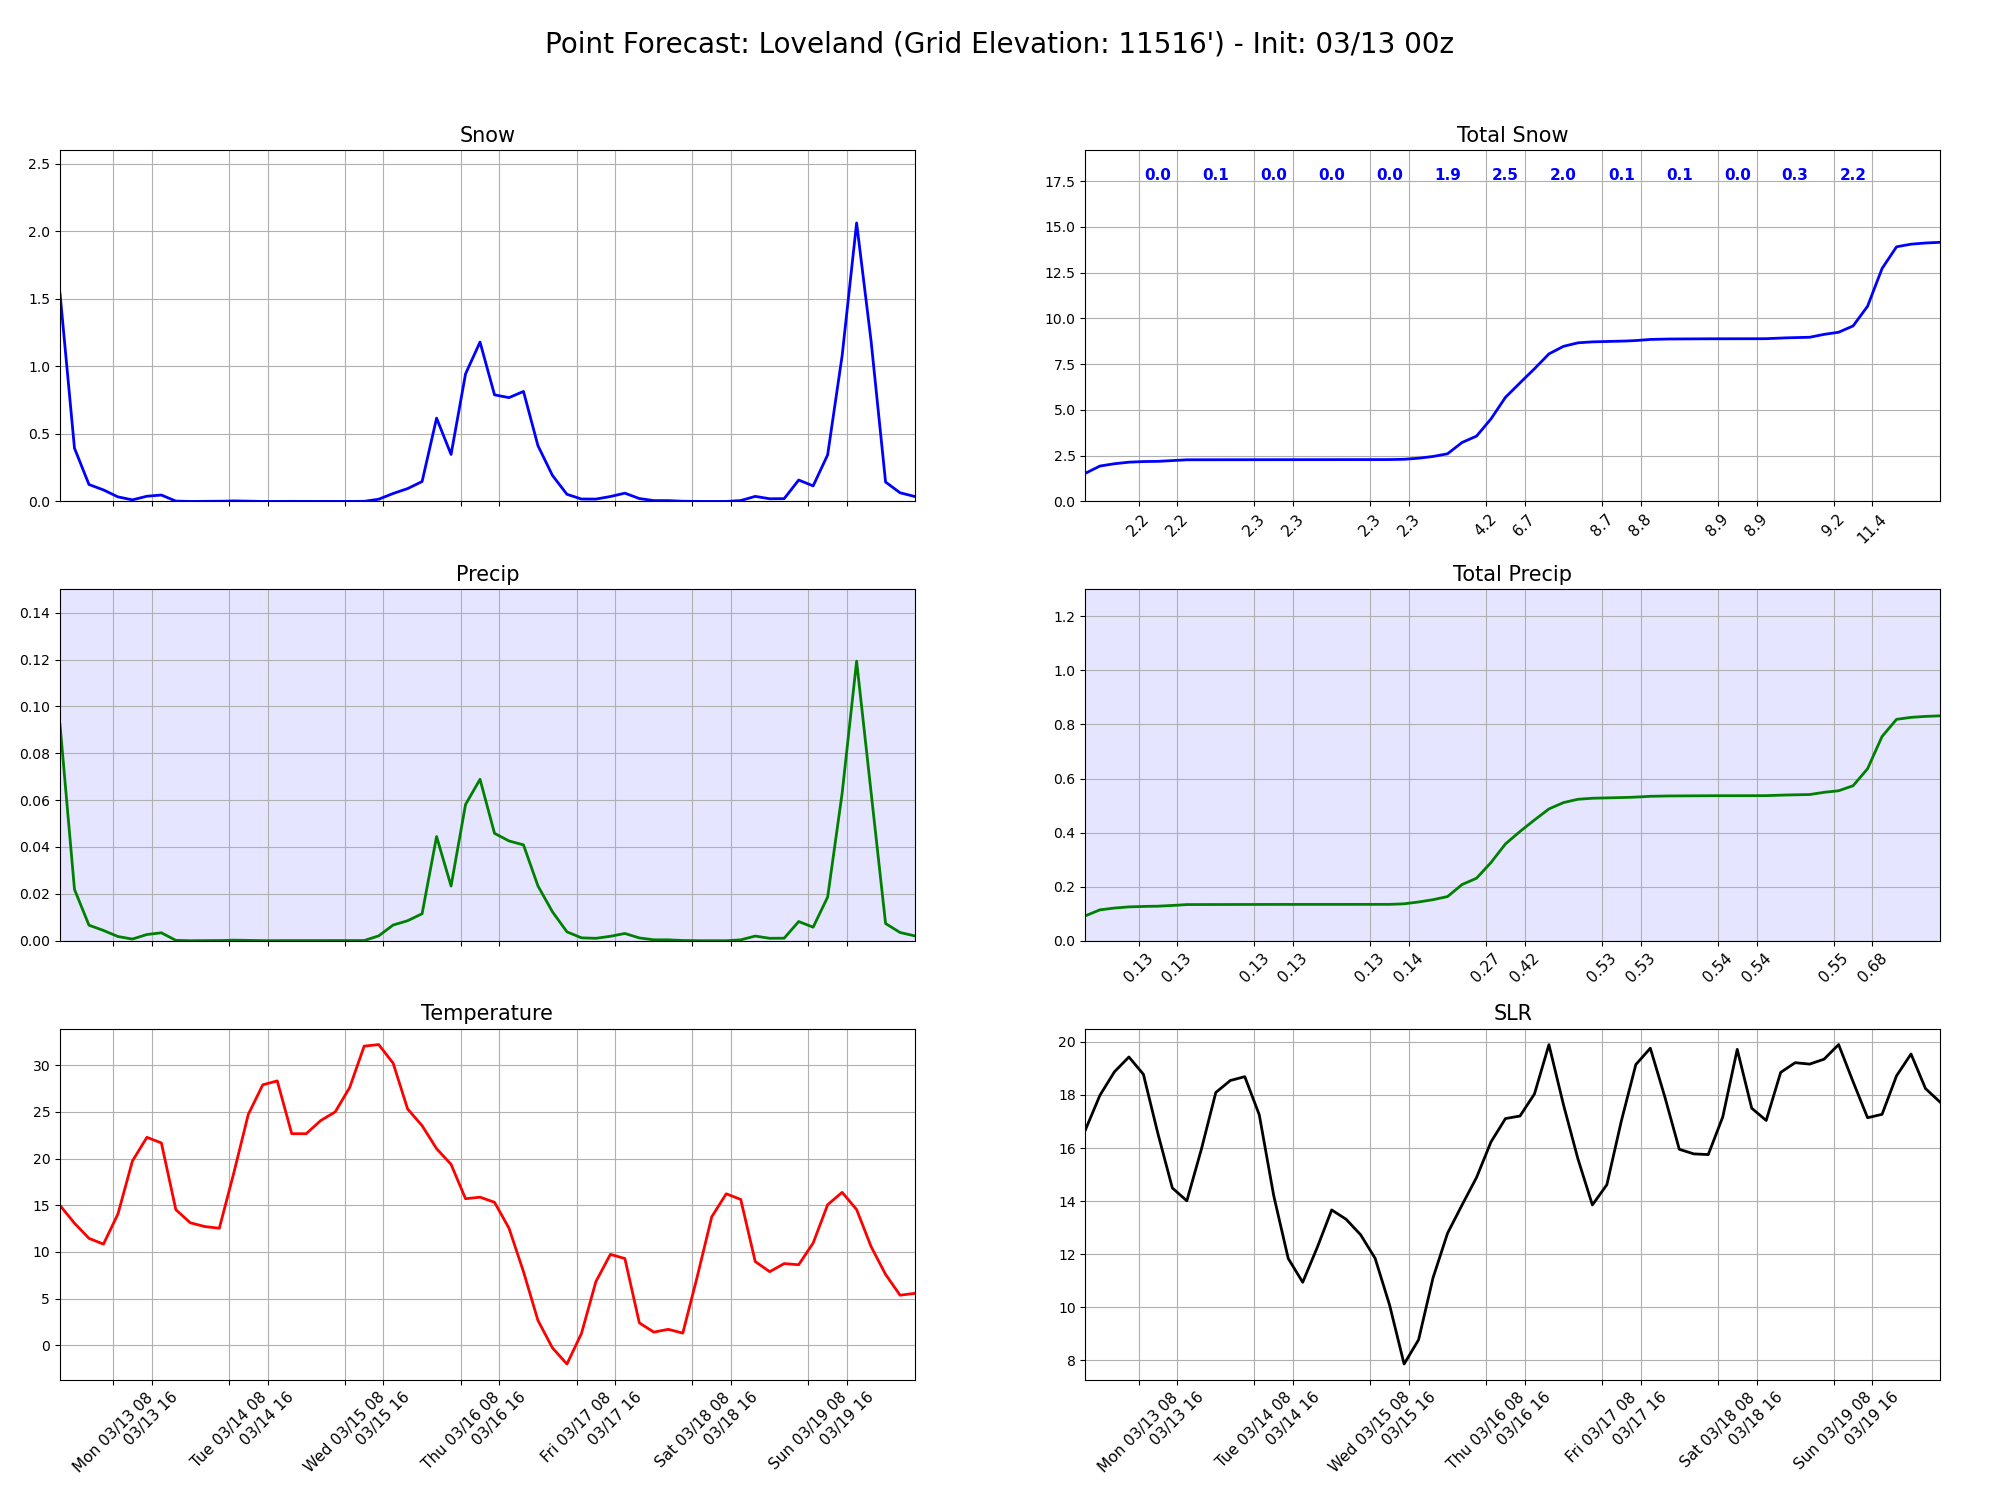 Point Forecast: Loveland (Grid Elevation: 11516') - Init: 03/13 00z
Snow
2.5
2.0
1.5
1.0
0.5
0.0
Total Snow
0.0 0.1 0.0 0.0 0.0 1.9 2.5 2.0 0.1 0.1 0.0 0.3 2.2
17.5
15.0
12.5
10.0
7.5
5.0
2.5
0.0
2.2 2.2 2.3 2.3 2.3 2.3 4.2 6.7 8.7 8.8 8.9 8.9 9.2 11.4
Precip
0.14
0.12
0.10
0.08
0.06
0.04
0.02
0.00
Total Precip
1.2
1.0
0.8
0.6
0.4
0.2
0.0
0.13 0.13 0.13 0.13 0.13 0.14 0.27 0.42 0.53 0.53 0.54 0.54 0.55 0.68
Temperature
30
25
20
15
10
5
0
Mon 03/13 08
03/13 16
Tue 03/14 08
03/14 16
Wed 03/15 08
03/15 16
Thu 03/16 08
03/16 16
Fri 03/17 08
03/17 16
Sat 03/18 08
03/18 16
Sun 03/19 08
03/19 16
SLR
20
18
16
14
12
10
8
Mon 03/13 08
03/13 16
Tue 03/14 08
03/14 16
Wed 03/15 08
03/15 16
Thu 03/16 08
03/16 16
Fri 03/17 08
03/17 16
Sat 03/18 08
03/18 16
Sun 03/19 08
03/19 16